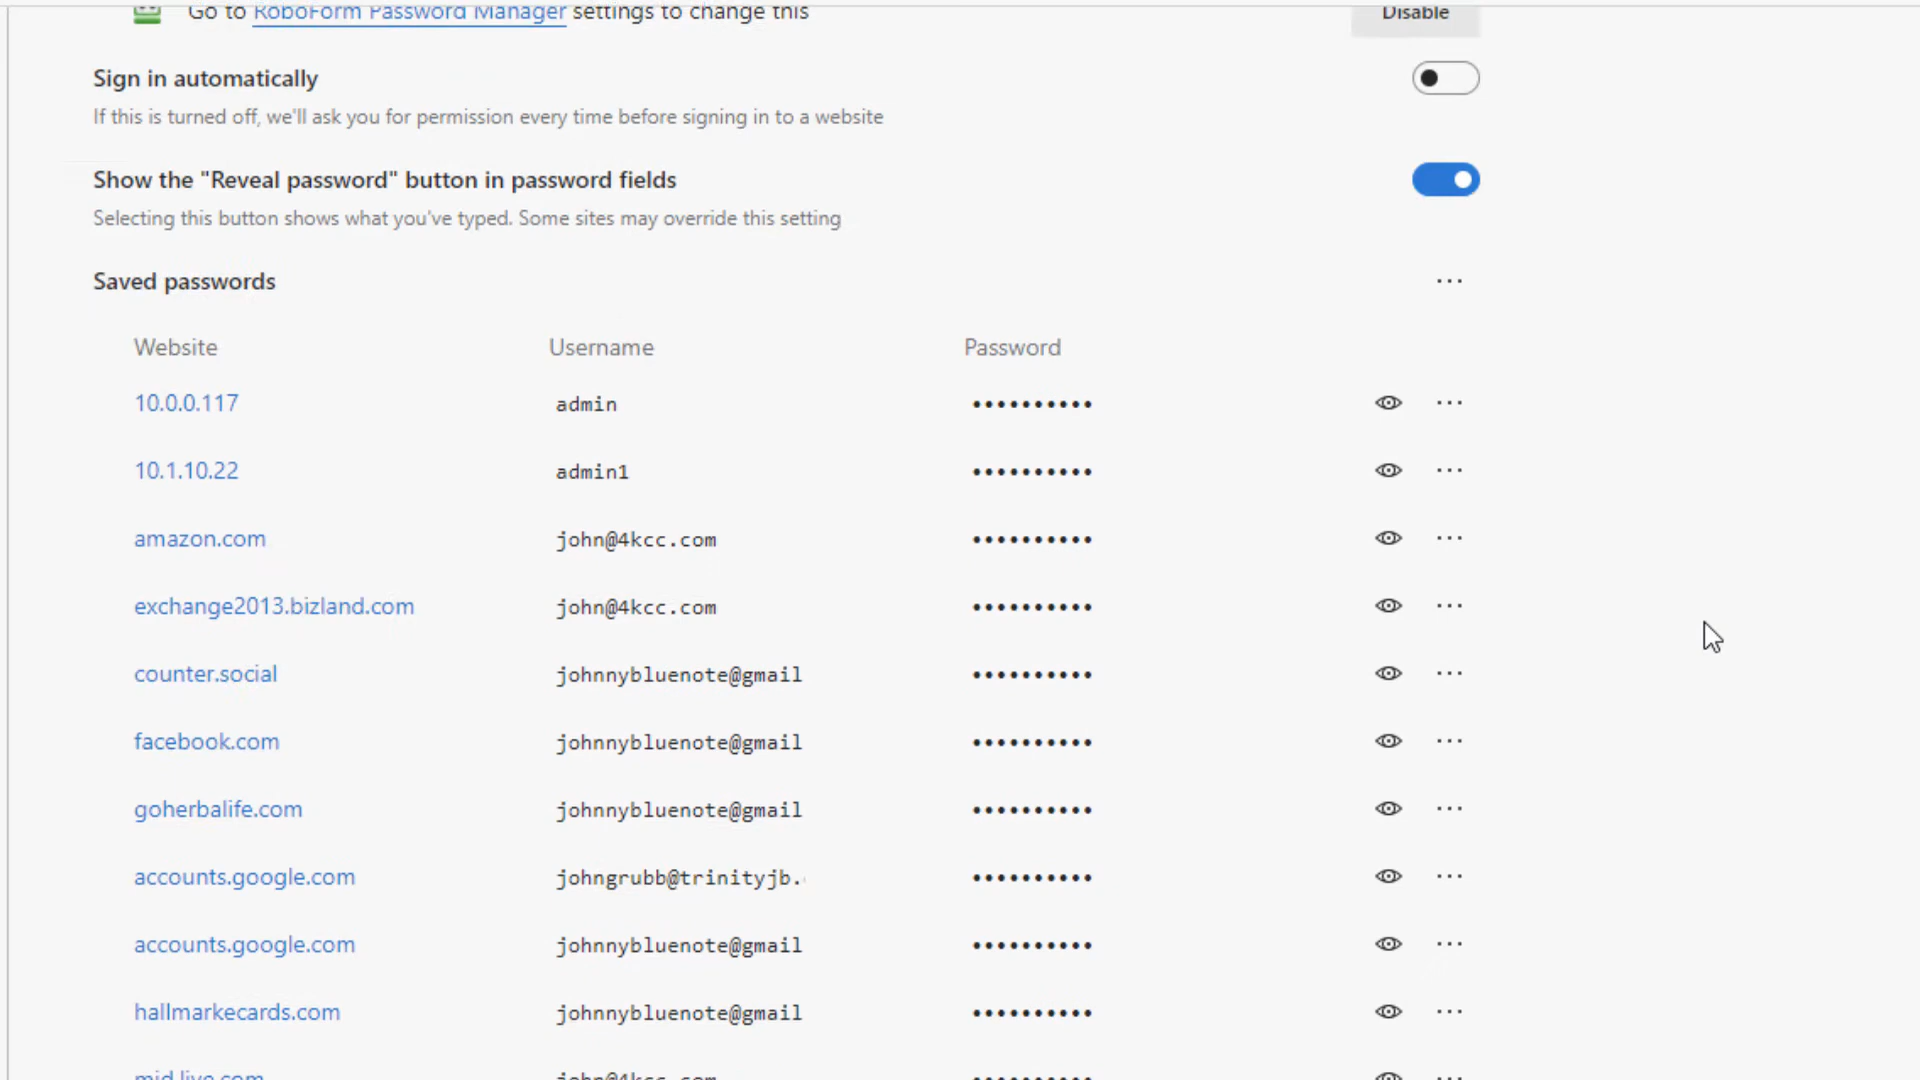 Go to RoboForm Password Manager settings to change this Disable
Sign in automatically
If this is turned off, we'll ask you for permission every time before signing in to a website
Show the "Reveal password" button in password fields
Selecting this button shows what you've typed. Some sites may override this setting
Saved passwords ...
Website Username Password
10.0.0.117 admin •••••••••• ...
10.1.10.22 admin1 •••••••••• ...
amazon.com john@4kcc.com •••••••••• ...
exchange2013.bizland.com john@4kcc.com •••••••••• ...
counter.social johnnybluenote@gmail •••••••••• ...
facebook.com johnnybluenote@gmail •••••••••• ...
goherbalife.com johnnybluenote@gmail •••••••••• ...
accounts.google.com johngrubb@trinityjb. •••••••••• ...
accounts.google.com johnnybluenote@gmail •••••••••• ...
hallmarkecards.com johnnybluenote@gmail •••••••••• ...
john@4kcc.com